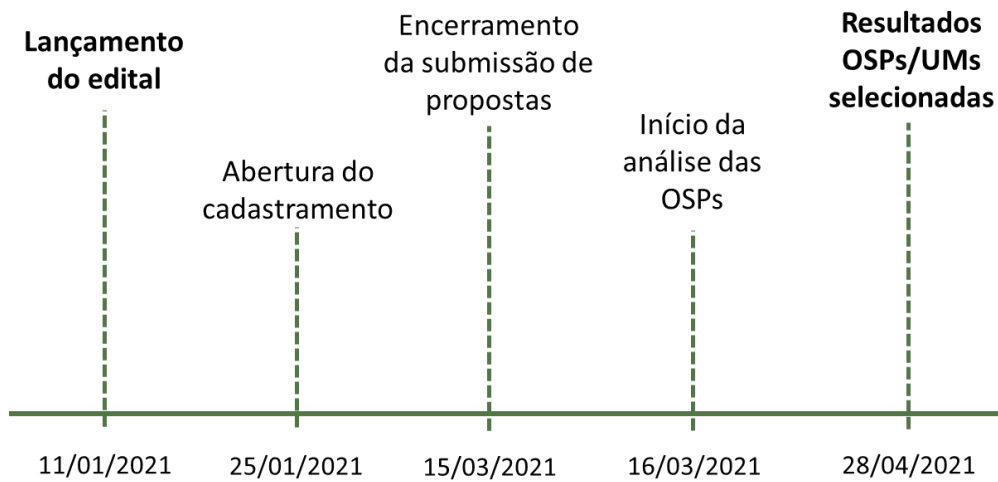 Lançamento
do edital
Abertura do
cadastramento
Encerramento
da submissão de
propostas
Início da
análise das
OSPs
Resultados
OSPs/UMs
selecionadas
11/01/2021
25/01/2021
15/03/2021
16/03/2021
28/04/2021